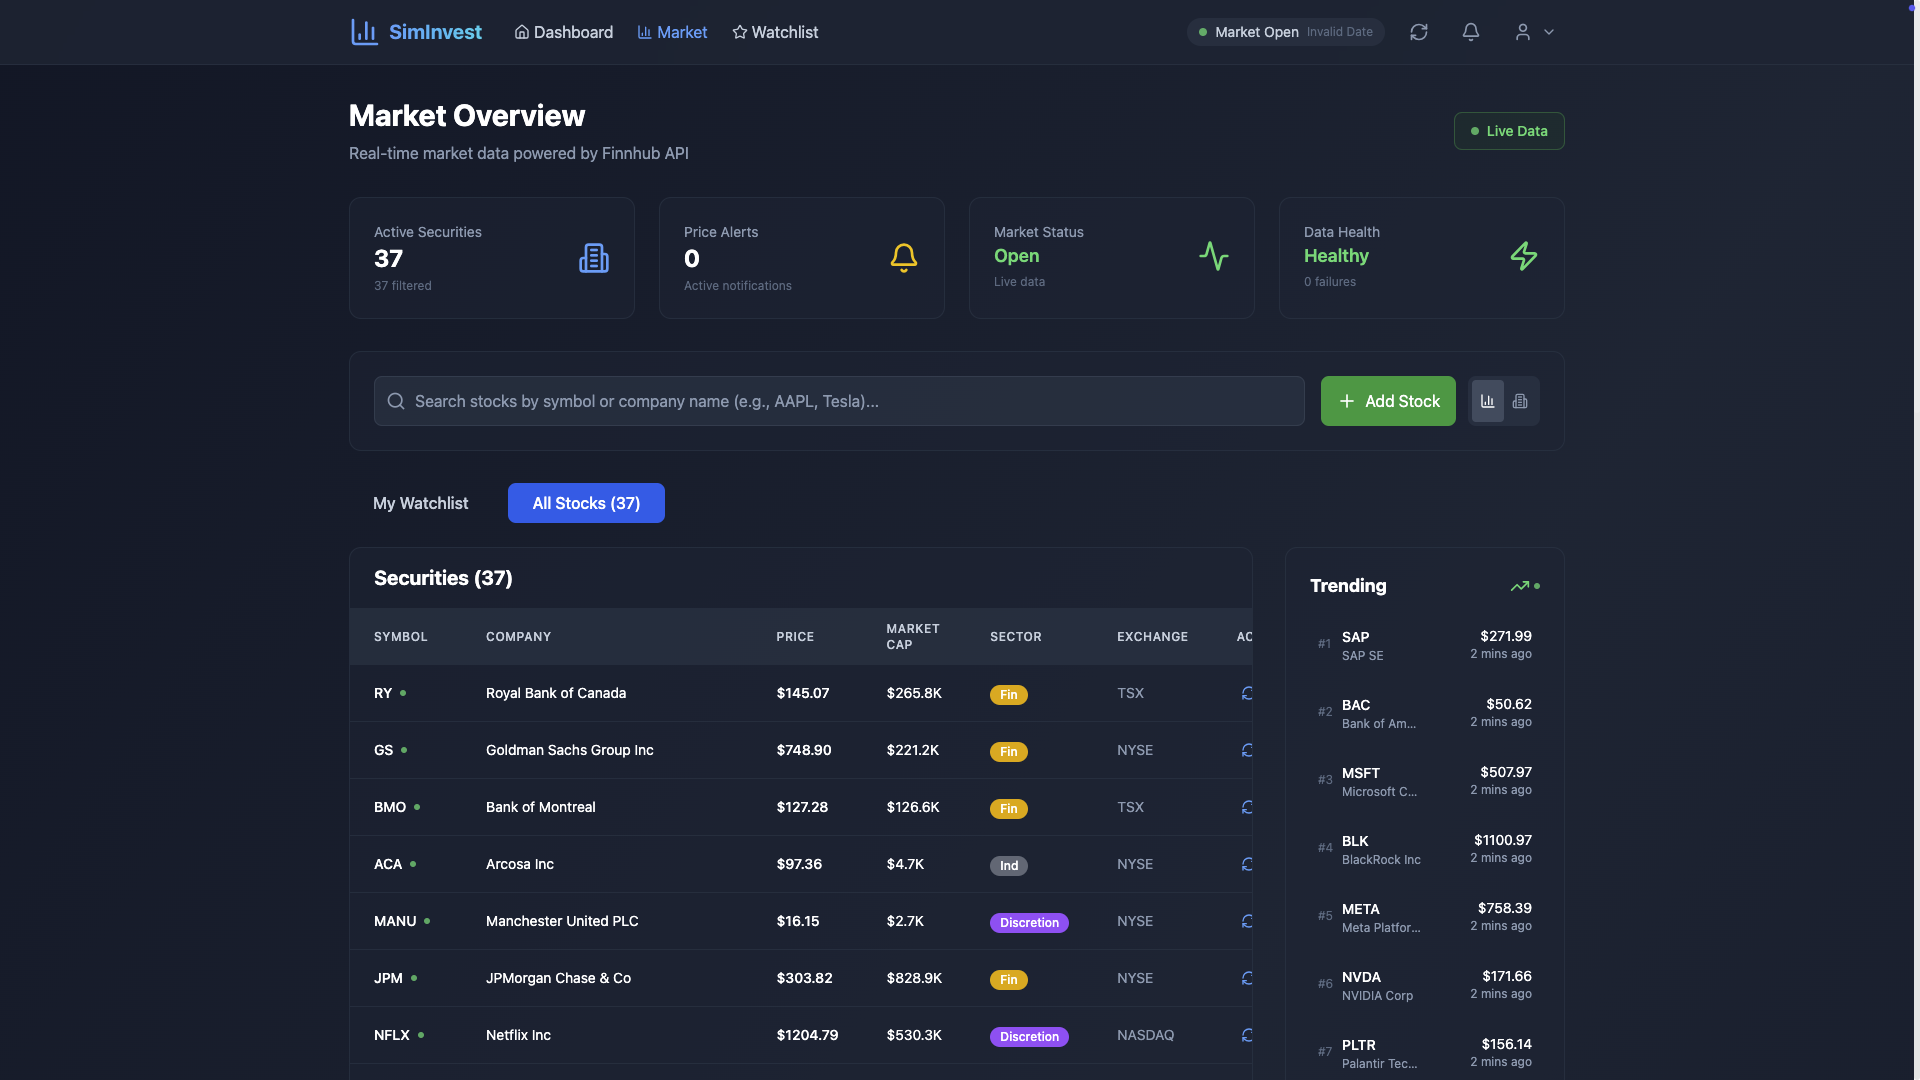 SimInvest Dashboard Market Watchlist Market Open Invalid Date
Market Overview
Real-time market data powered by Finnhub API
Live Data
Active Securities
37
37 filtered
Price Alerts
0
Active notifications
Market Status
Open
Live data
Data Health
Healthy
0 failures
Search stocks by symbol or company name (e.g., AAPL, Tesla)...
Add Stock
My Watchlist All Stocks (37)
Securities (37)
SYMBOL COMPANY PRICE MARKET CAP SECTOR EXCHANGE AC
RY Royal Bank of Canada $145.07 $265.8K Fin TSX
GS Goldman Sachs Group Inc $748.90 $221.2K Fin NYSE
BMO Bank of Montreal $127.28 $126.6K Fin TSX
ACA Arcosa Inc $97.36 $4.7K Ind NYSE
MANU Manchester United PLC $16.15 $2.7K Discretion NYSE
JPM JPMorgan Chase & Co $303.82 $828.9K Fin NYSE
NFLX Netflix Inc $1204.79 $530.3K Discretion NASDAQ
Trending
#1 SAP $271.99
SAP SE 2 mins ago
#2 BAC $50.62
Bank of Am... 2 mins ago
#3 MSFT $507.97
Microsoft C... 2 mins ago
#4 BLK $1100.97
BlackRock Inc 2 mins ago
#5 META $758.39
Meta Platfor... 2 mins ago
#6 NVDA $171.66
NVIDIA Corp 2 mins ago
#7 PLTR $156.14
Palantir Tec... 2 mins ago